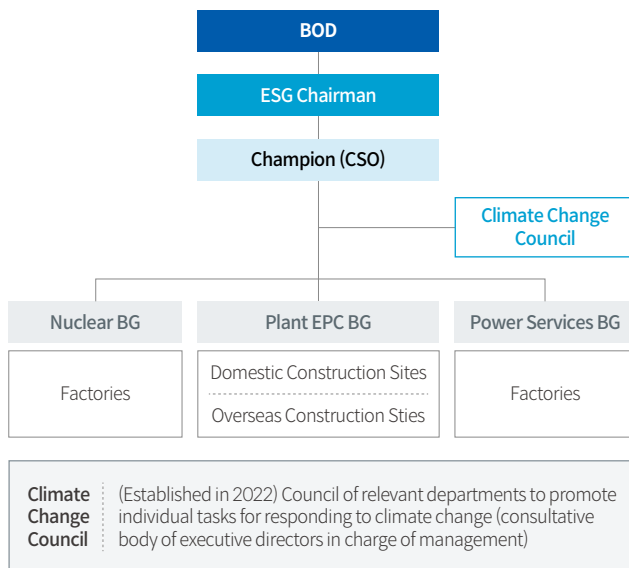 BOD
ESG Chairman
Champion (CSO)
Climate Change
Council
Nuclear BG
Plant EPC BG
Power Services BG
Factories
Domestic Construction Sites
Overseas Construction Sties
Factories
Climate
Change
Council
(Established in 2022) Council of relevant departments to promote
individual tasks for responding to climate change (consultative
body of executive directors in charge of management)